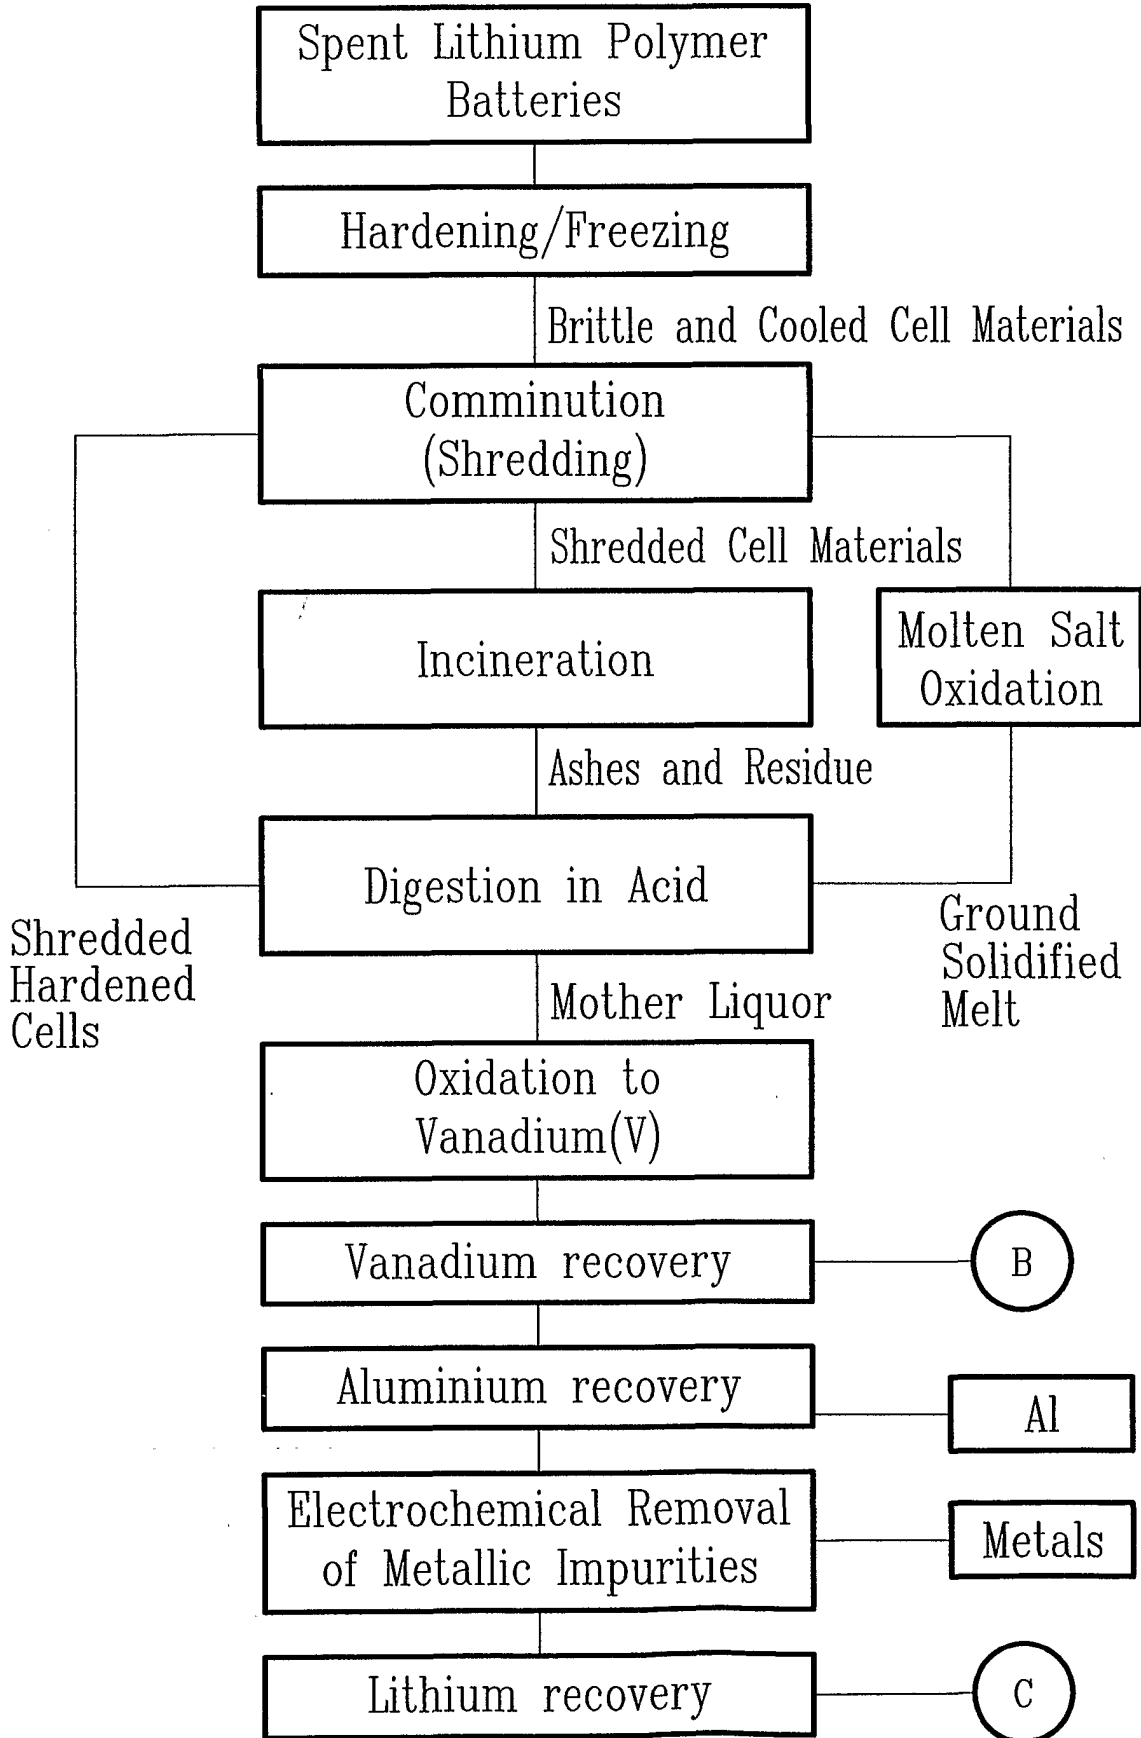 Spent Lithium Polymer
Batteries
Hardening/Freezing
Brittle and Cooled Cell Materials
Comminution
(Shredding)
Shredded Cell Materials
Incineration
Molten Salt
Oxidation
Ashes and Residue
Digestion in Acid
Shredded
Hardened
Cells
Ground
Solidified
Melt
Mother Liquor
Oxidation to
Vanadium(V)
Vanadium recovery
B
Aluminium recovery
Al
Electrochemical Removal
of Metallic Impurities
Metals
Lithium recovery
C